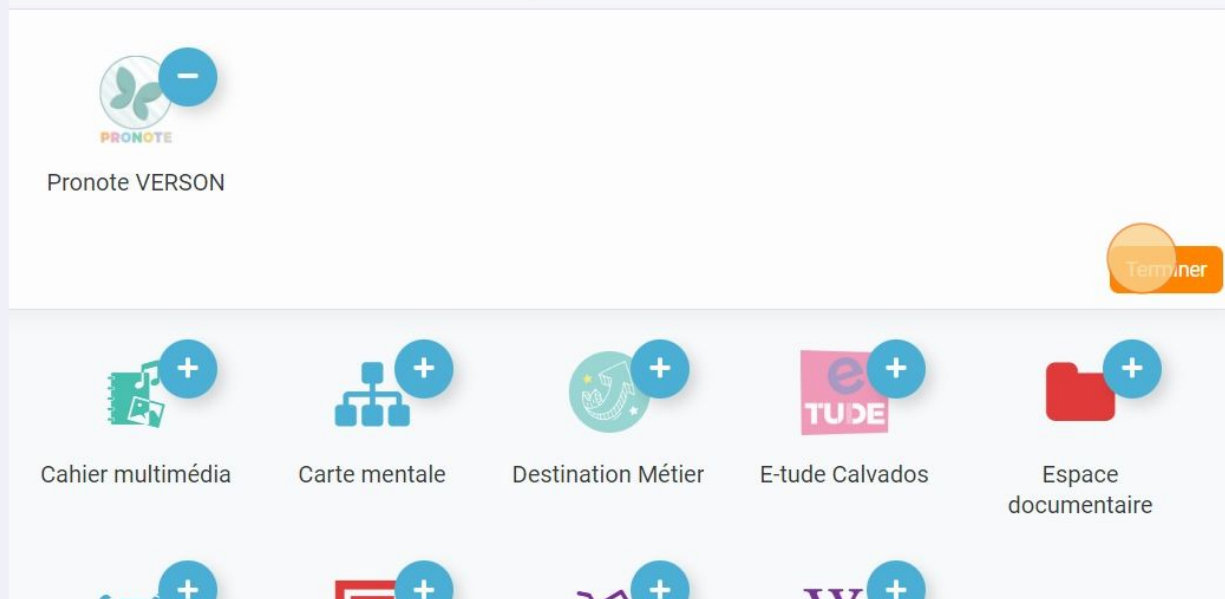 PRONOTE
Pronote VERSON
Terminer
e
TUDE
Cahier multimédia
Carte mentale
Destination Métier
E-tude Calvados
Espace
documentaire
W